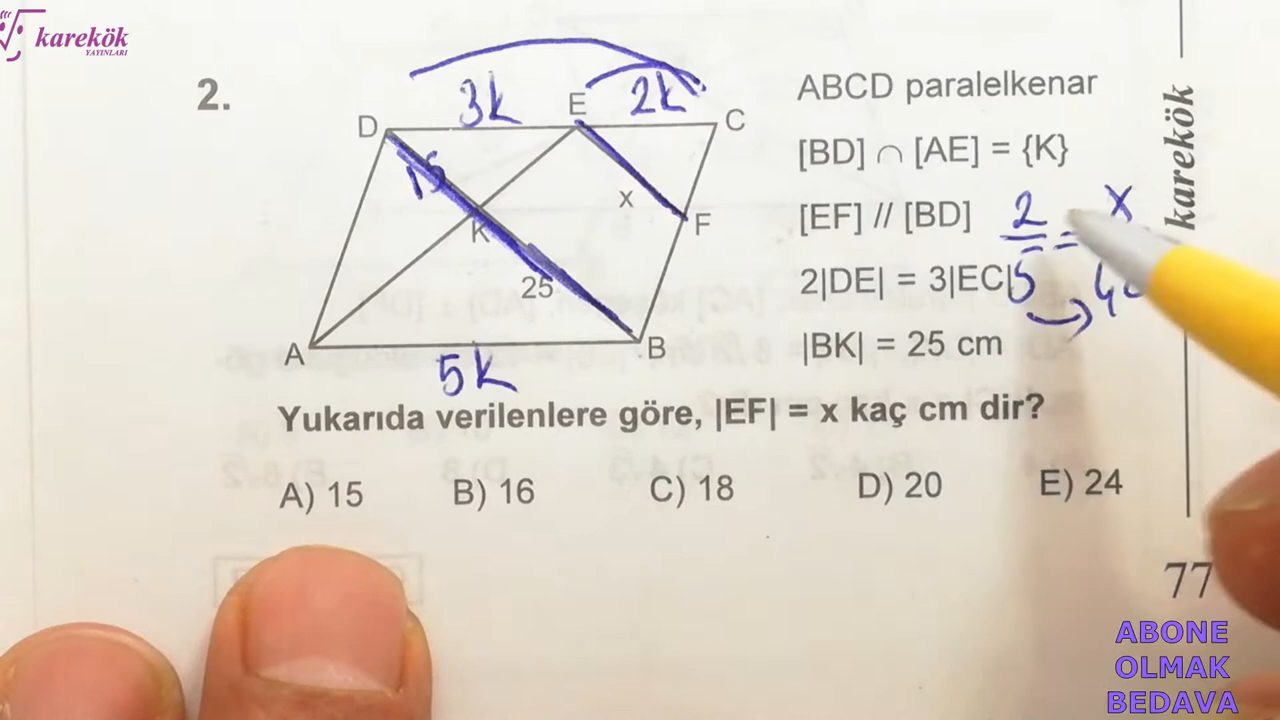 karekök
YAYINLARI
2.
3k
2k
D
E
C
15
x
F
K
25
A
B
5k
ABCD paralelkenar
[BD] ∩ [AE] = {K}
[EF] // [BD]
2|DE| = 3|EC|
|BK| = 25 cm
2 = x
5
karekök
Yukarıda verilenlere göre, |EF| = x kaç cm dir?
A) 15 B) 16 C) 18 D) 20 E) 24
77
ABONE
OLMAK
BEDAVA